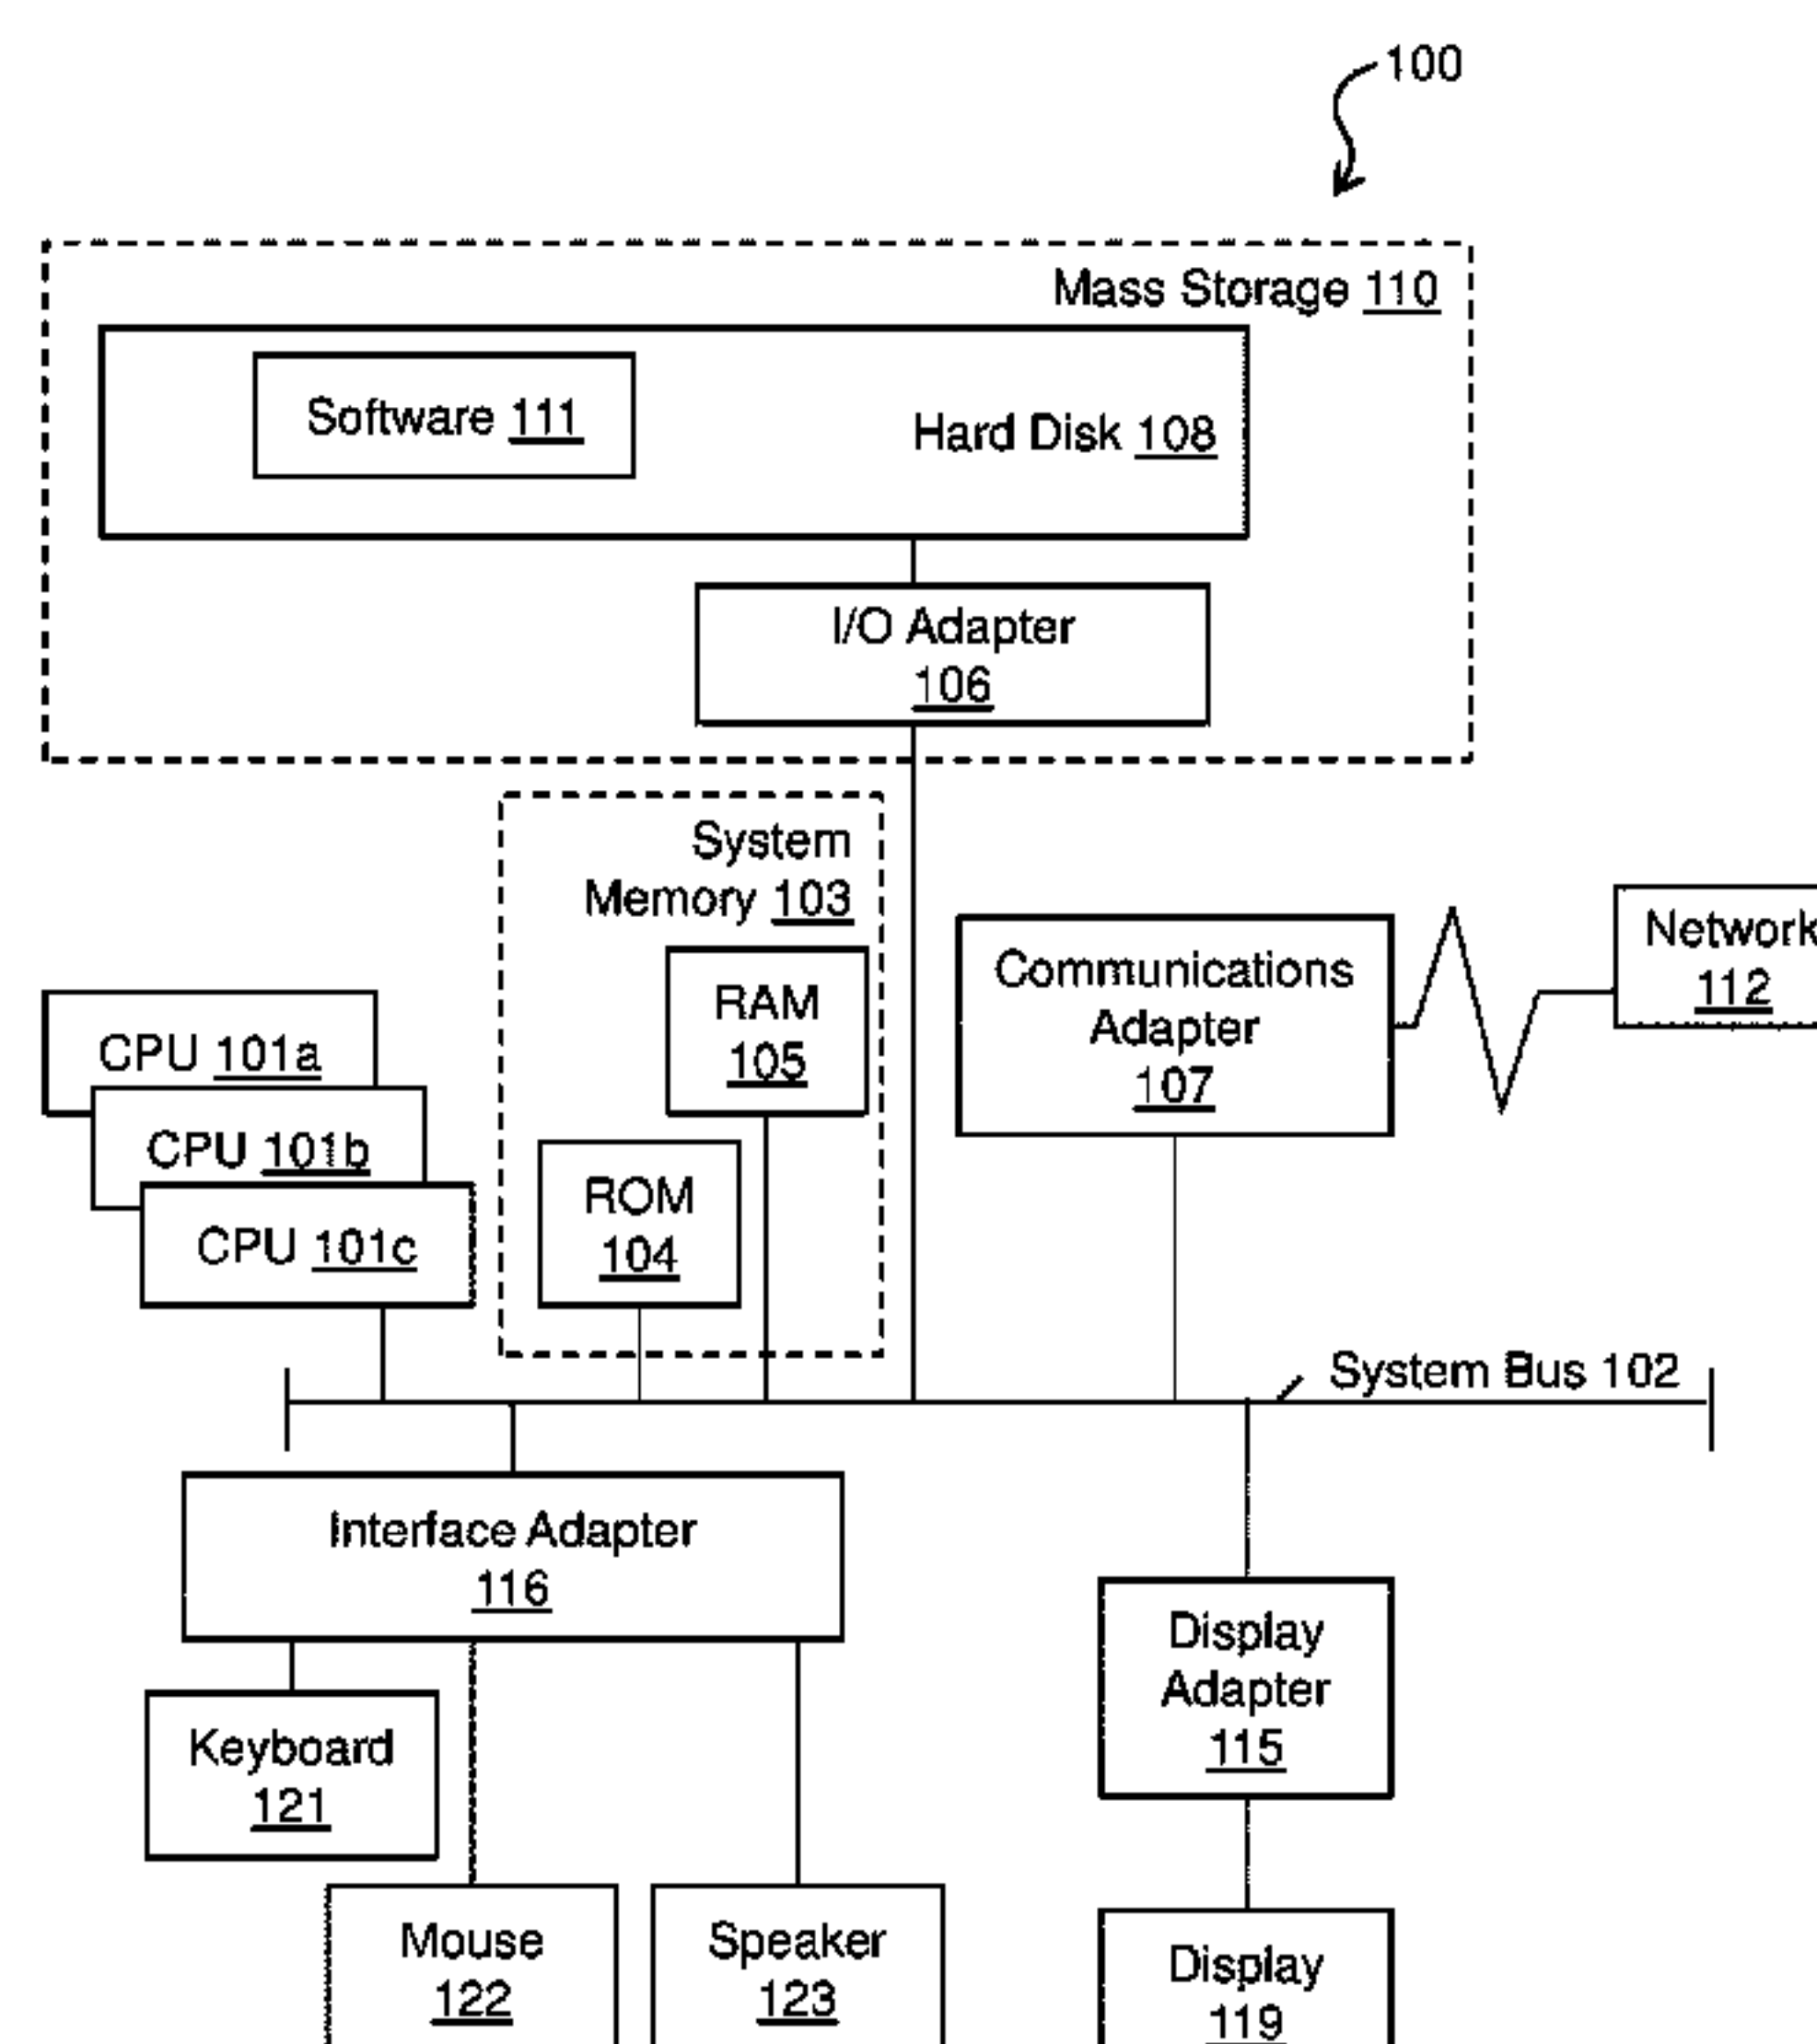 100
Mass Storage 110
Software 111
Hard Disk 108
I/O Adapter
106
System
Memory 103
RAM
105
ROM
104
Communications
Adapter
107
Network
112
CPU 101a
CPU 101b
CPU 101c
System Bus 102
Interface Adapter
116
Display
Adapter
115
Keyboard
121
Mouse
122
Speaker
123
Display
119